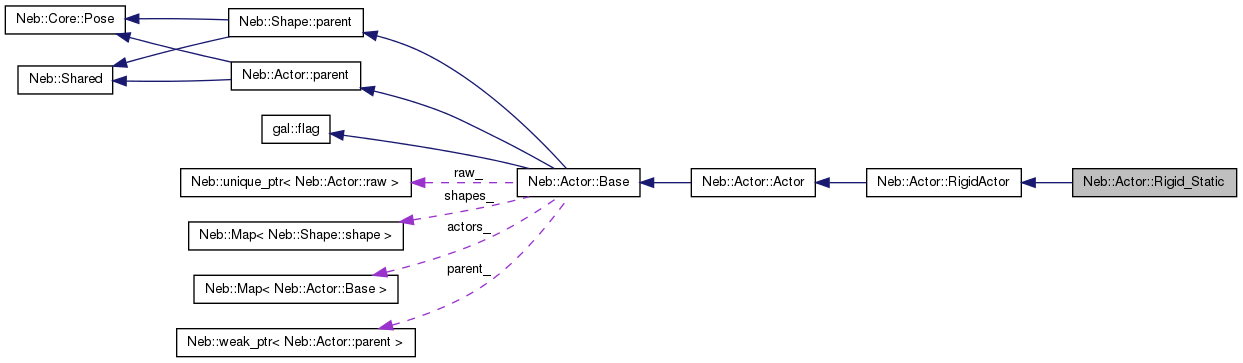 Neb::Core::Pose
Neb::Shape::parent
Neb::Shared
Neb::Actor::parent
gal::flag
Neb::unique_ptr< Neb::Actor::raw >
raw_
Neb::Actor::Base
Neb::Actor::Actor
Neb::Actor::RigidActor
Neb::Actor::Rigid_Static
shapes_
Neb::Map< Neb::Shape::shape >
actors_
Neb::Map< Neb::Actor::Base >
parent_
Neb::weak_ptr< Neb::Actor::parent >